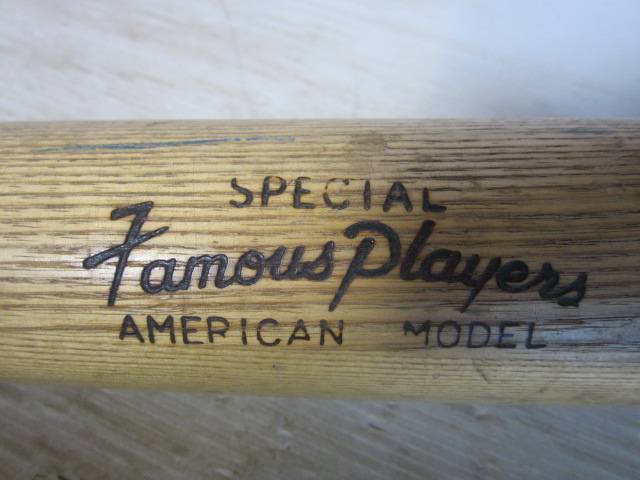 SPECIAL
Famous Players
AMERICAN MODEL